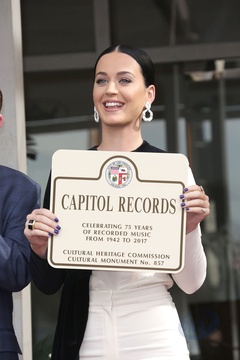 CAPITOL RECORDS
CELEBRATING 75 YEARS
OF RECORDED MUSIC
FROM 1942 TO 2017
CULTURAL HERITAGE COMMISSION
CULTURAL MONUMENT NO. 857